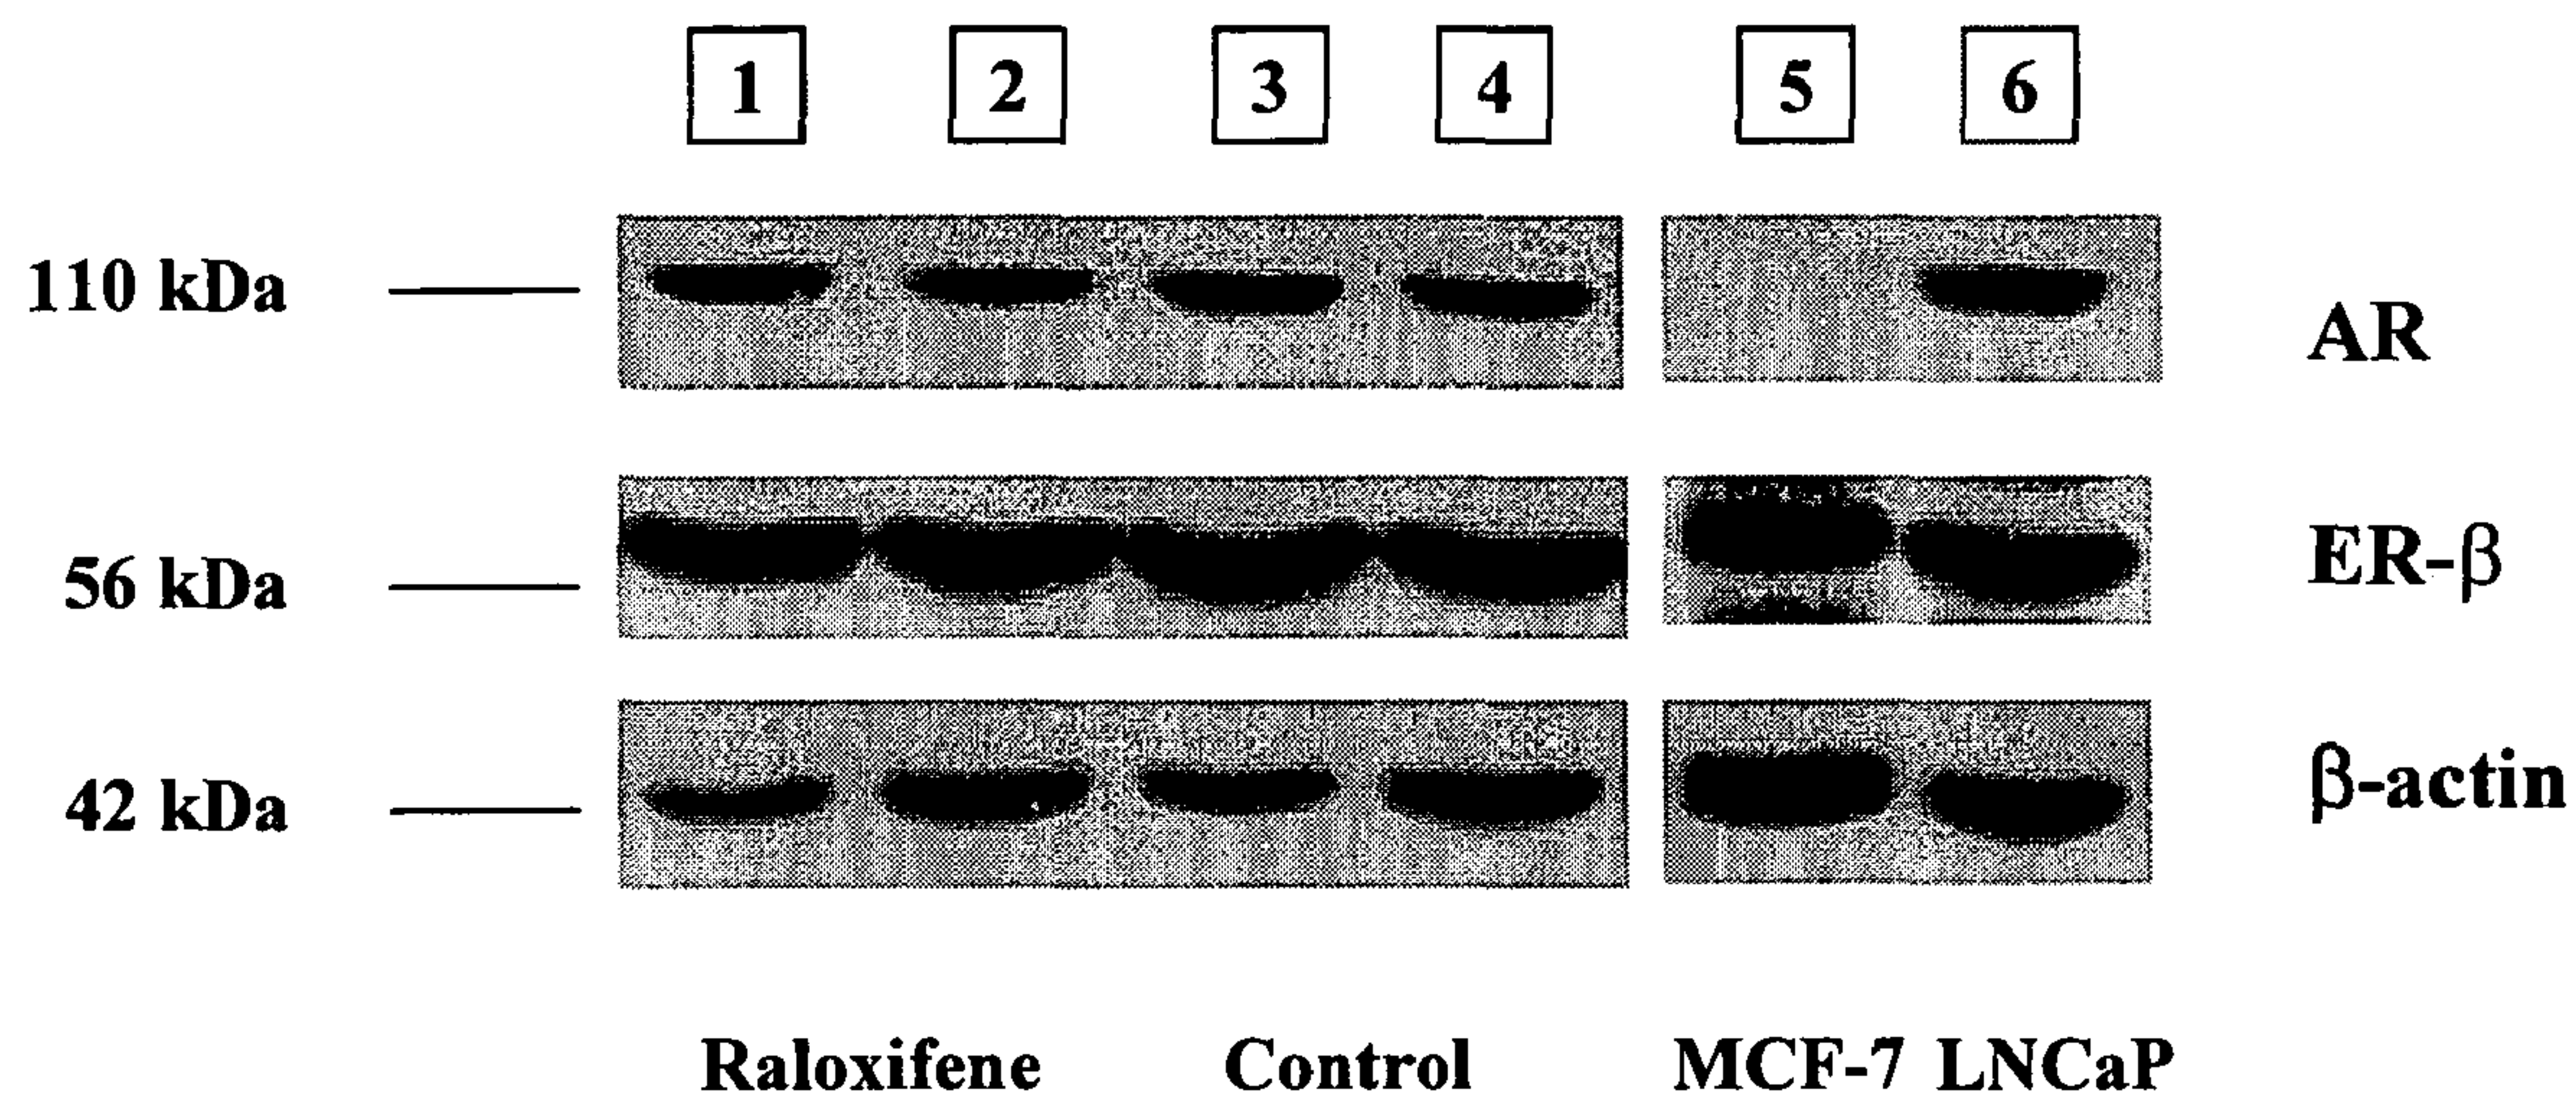 1 2 3 4 5 6
110 kDa AR
56 kDa ER-β
42 kDa β-actin
Raloxifene Control MCF-7 LNCaP